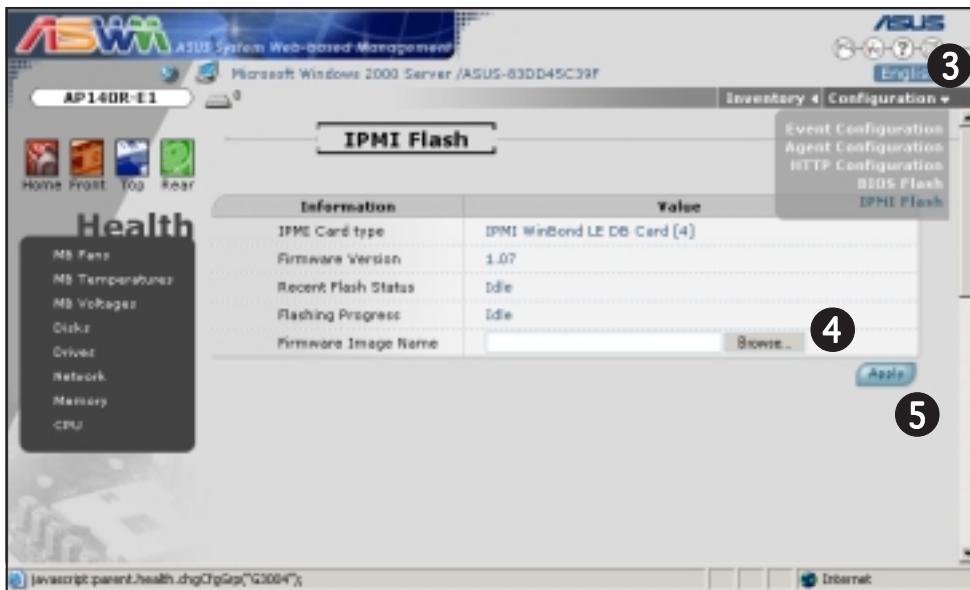 ASWM ASUS System Web-based Management
ASUS
Microsoft Windows 2000 Server /ASUS-83DD45C39F
English
3
AP140R-E1
0
Inventory
Configuration
Event Configuration
Agent Configuration
HTTP Configuration
BIOS Flash
IPMI Flash
IPMI Flash
Home Front Top Rear
Health
MB Fans
MB Temperatures
MB Voltages
Disks
Drives
Network
Memory
CPU
Information Value
IPMI Card type IPMI WinBond LE DB Card [4]
Firmware Version 1.07
Recent Flash Status Idle
Flashing Progress Idle
Firmware Image Name Browse...
4
Apply
5
javascript:parent.health.chgCfgGrp("G3004");
Internet